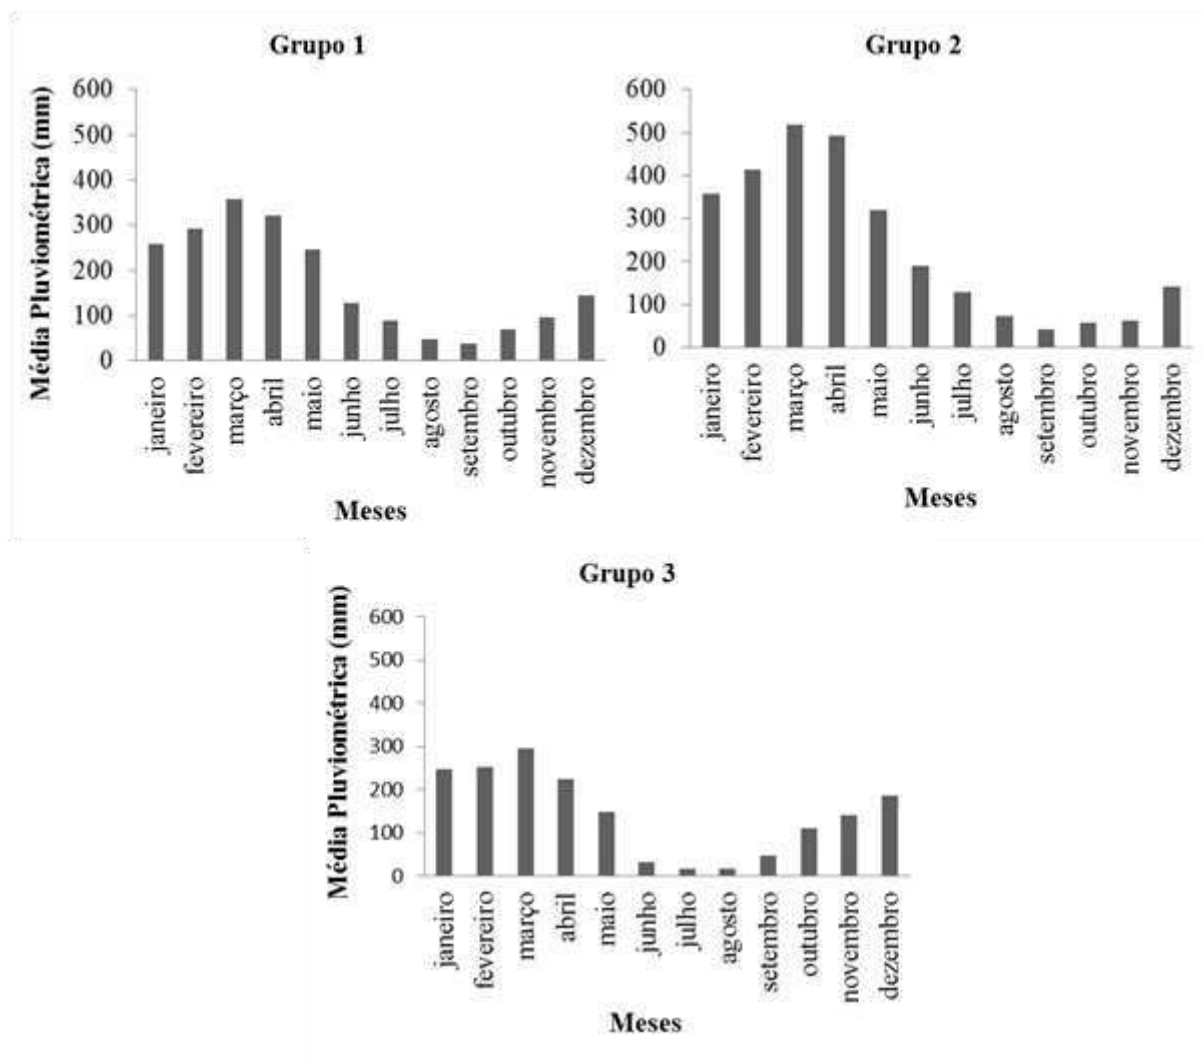 Grupo 1
Média Pluviométrica (mm)
600
500
400
300
200
100
0
janeiro
fevereiro
março
abril
maio
junho
julho
agosto
setembro
outubro
novembro
dezembro
Meses
Grupo 2
600
500
400
300
200
100
0
janeiro
fevereiro
março
abril
maio
junho
julho
agosto
setembro
outubro
novembro
dezembro
Meses
Grupo 3
Média Pluviométrica (mm)
600
500
400
300
200
100
0
janeiro
fevereiro
março
abril
maio
junho
julho
agosto
setembro
outubro
novembro
dezembro
Meses